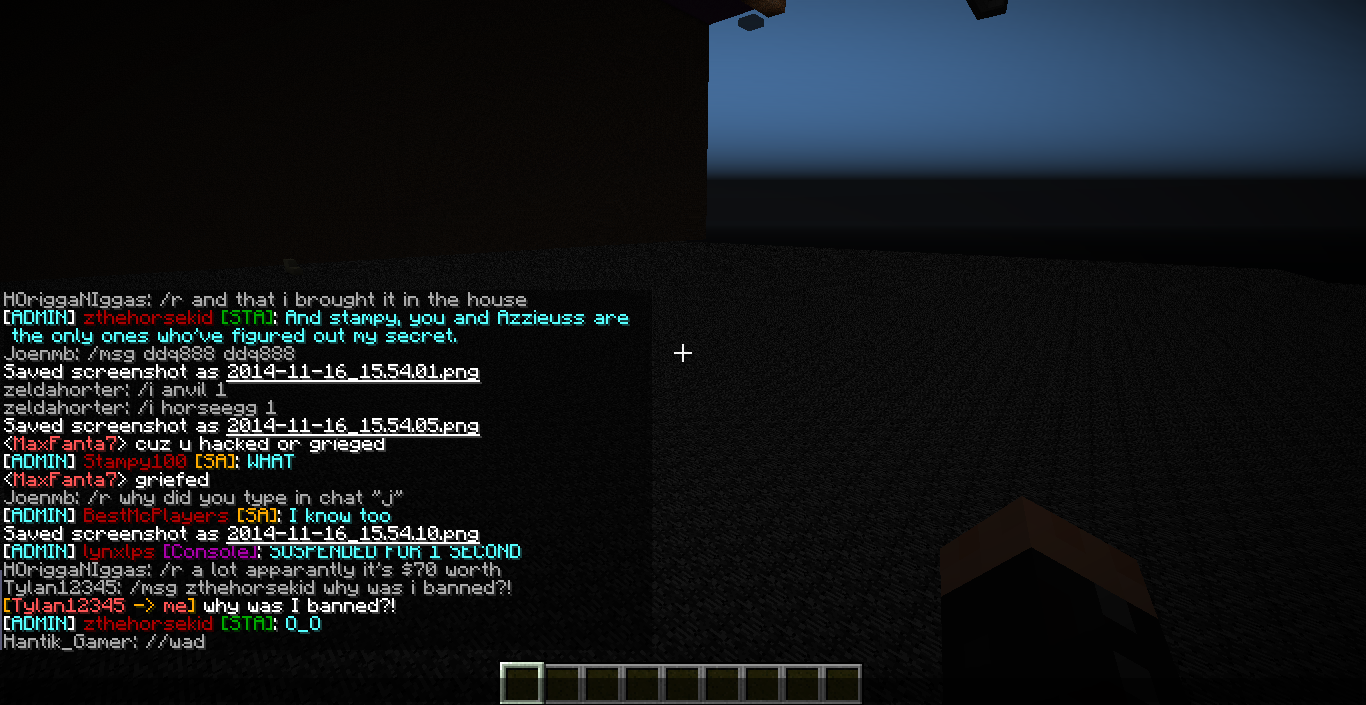 HOriggaNIggas: /r and that i brought it in the house
[ADMIN] zthehorsekid [STA]: And stampy, you and Azzieuss are
the only ones who've figured out my secret.
Joenmb: /msg ddq888 ddq888
Saved screenshot as 2014-11-16_15.54.01.png
zeldahorter: /i anvil 1
zeldahorter: /i horseegg 1
Saved screenshot as 2014-11-16_15.54.05.png
<MaxFanta7> cuz u hacked or grieged
[ADMIN] Stampy100 [SA]: WHAT
<MaxFanta7> griefed
Joenmb: /r why did you type in chat "j"
[ADMIN] BestMcPlayers [SA]: I know too
Saved screenshot as 2014-11-16_15.54.10.png
[ADMIN] lynxlps [Console]: SUSPENDED FOR 1 SECOND
HOriggaNIggas: /r a lot apparantly it's $70 worth
Tylan12345: /msg zthehorsekid why was i banned?!
[Tylan12345 -> me] why was I banned?!
[ADMIN] zthehorsekid [STA]: O_O
Hantik_Gamer: //wad